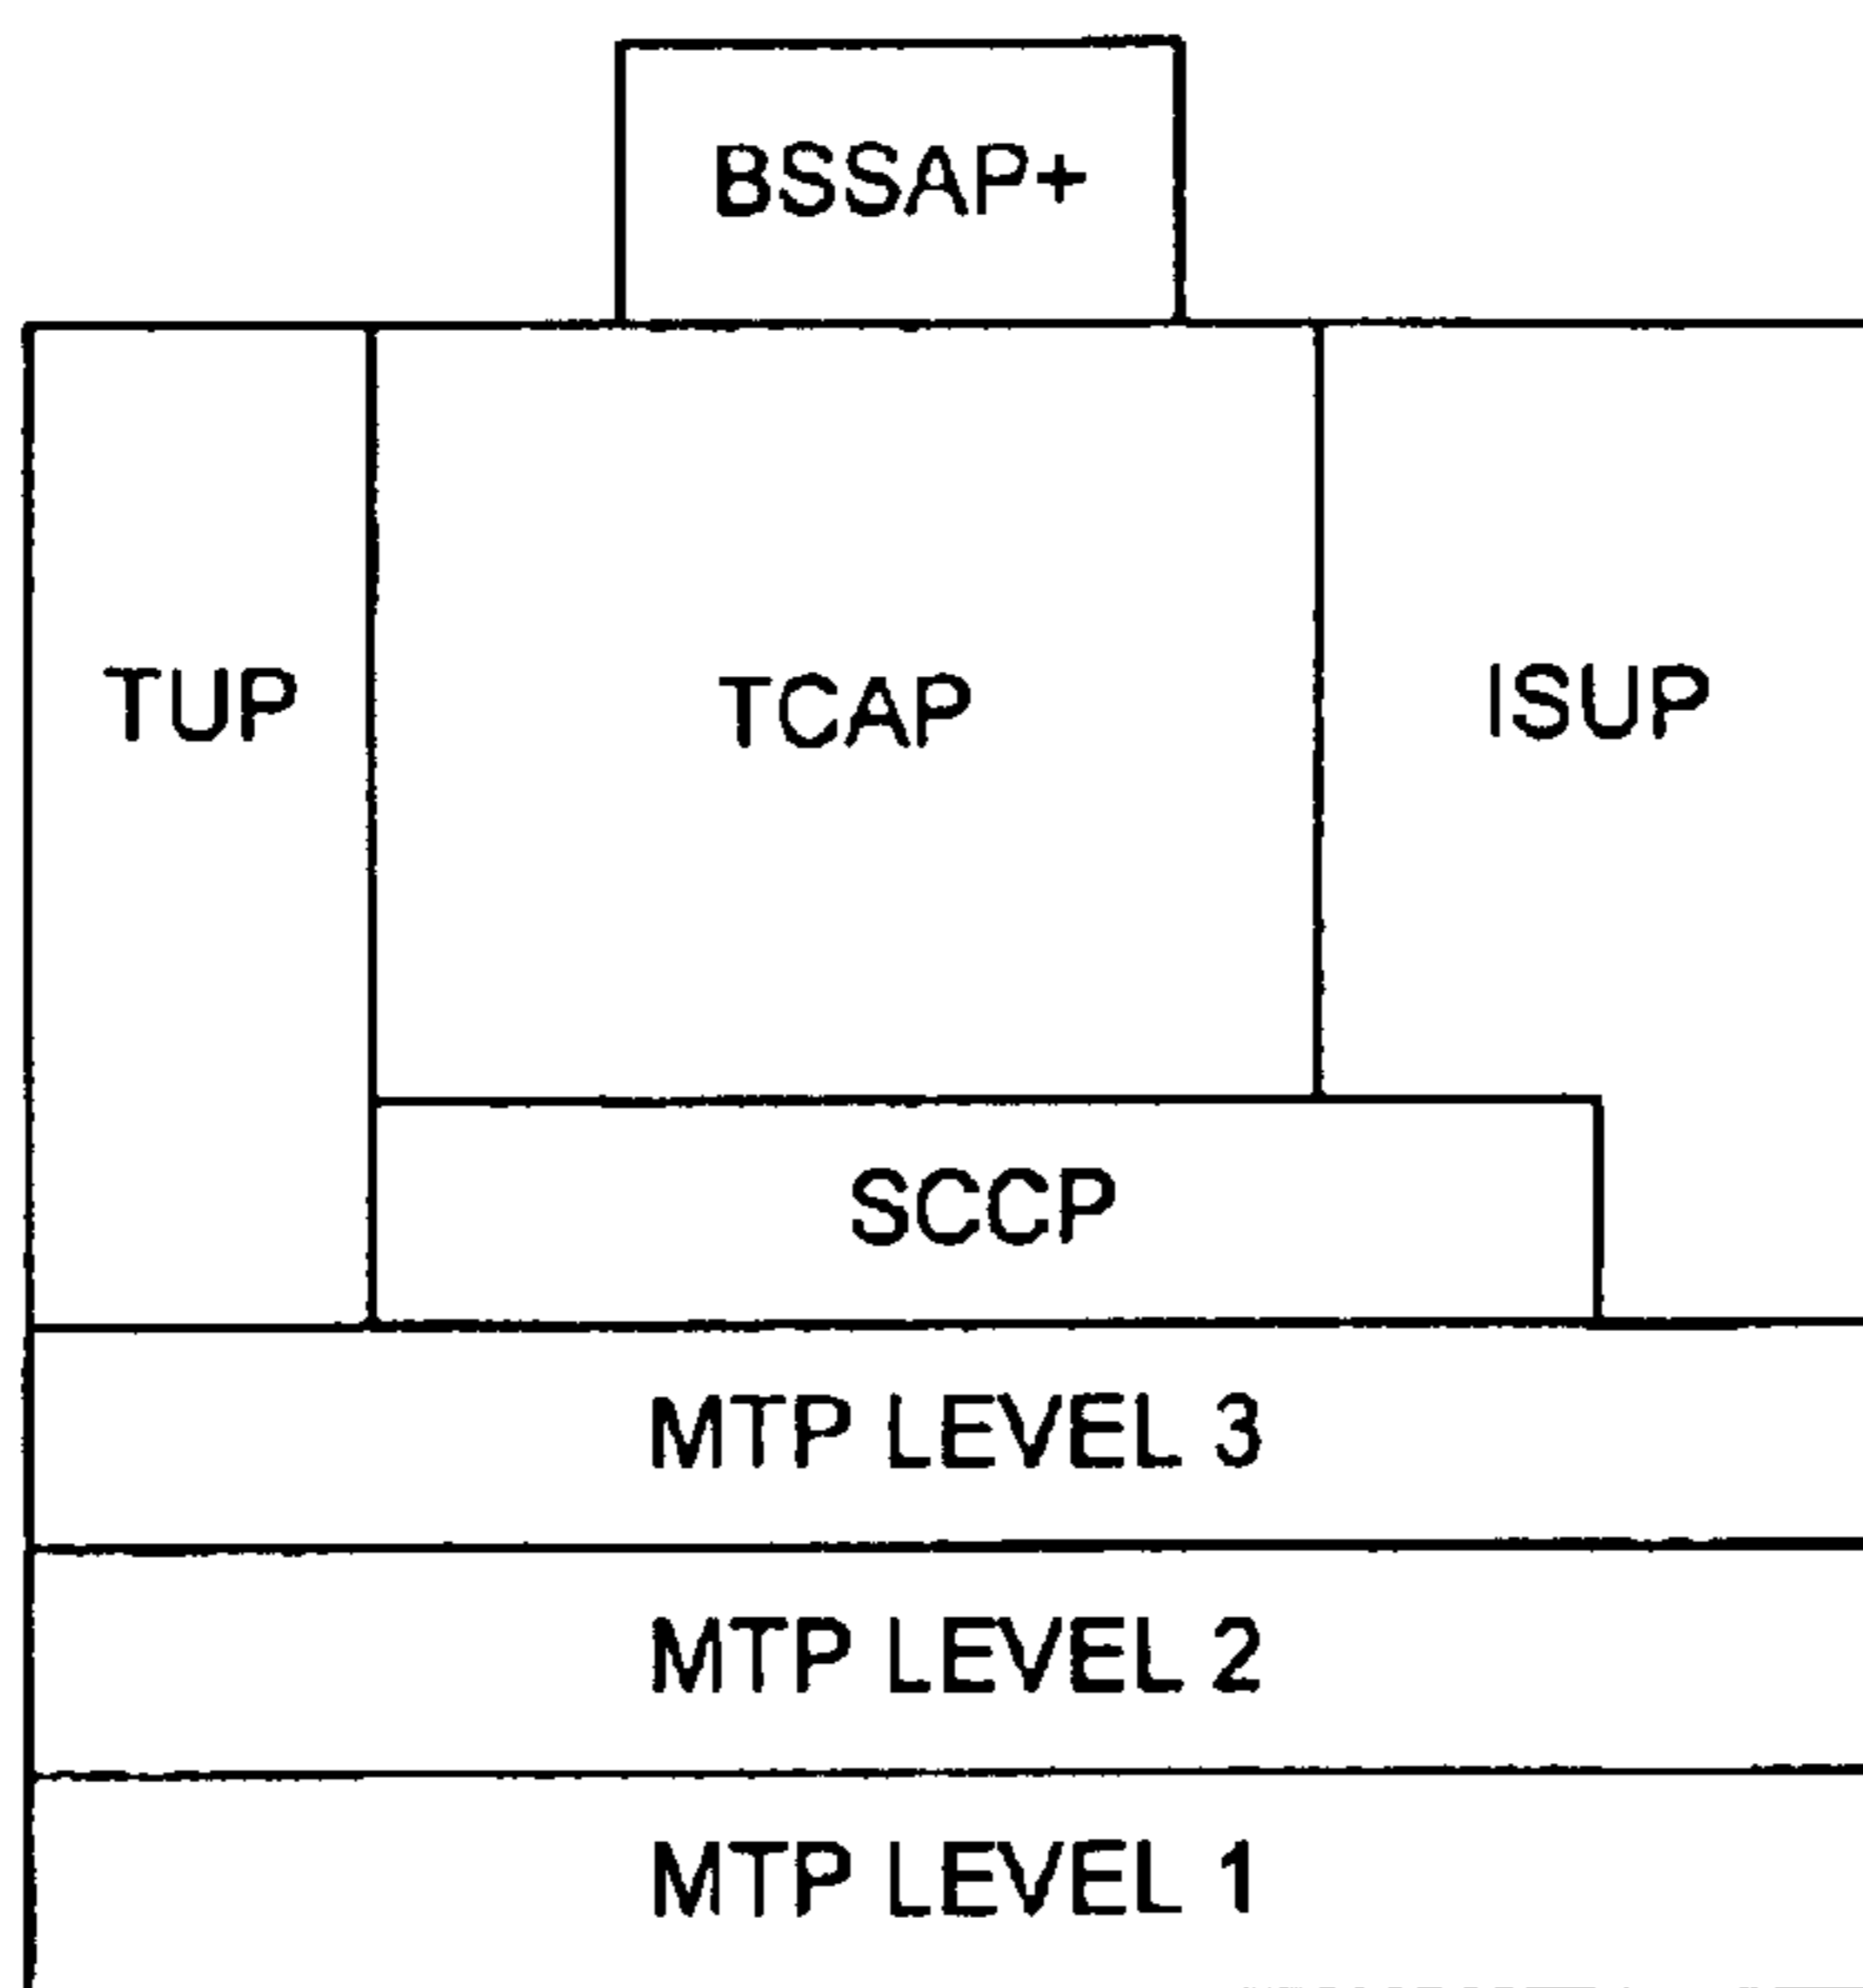 BSSAP+
TUP
TCAP
ISUP
SCCP
MTP LEVEL 3
MTP LEVEL 2
MTP LEVEL 1